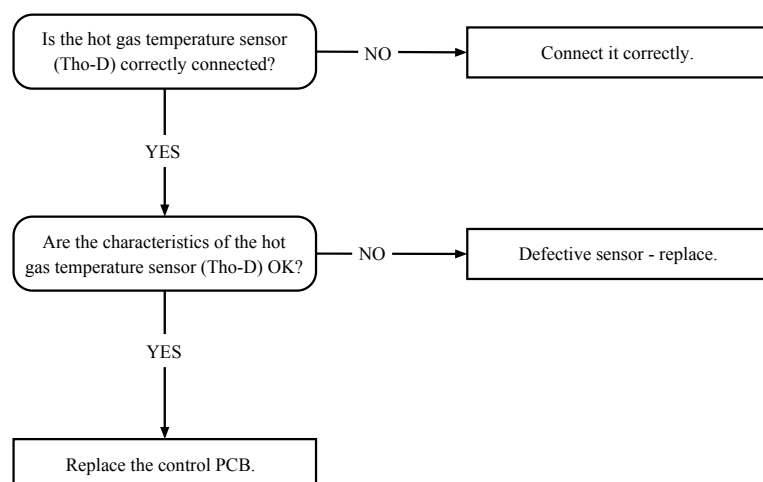 Is the hot gas temperature sensor
(Tho-D) correctly connected?
NO
Connect it correctly.
YES
Are the characteristics of the hot
gas temperature sensor (Tho-D) OK?
NO
Defective sensor - replace.
YES
Replace the control PCB.